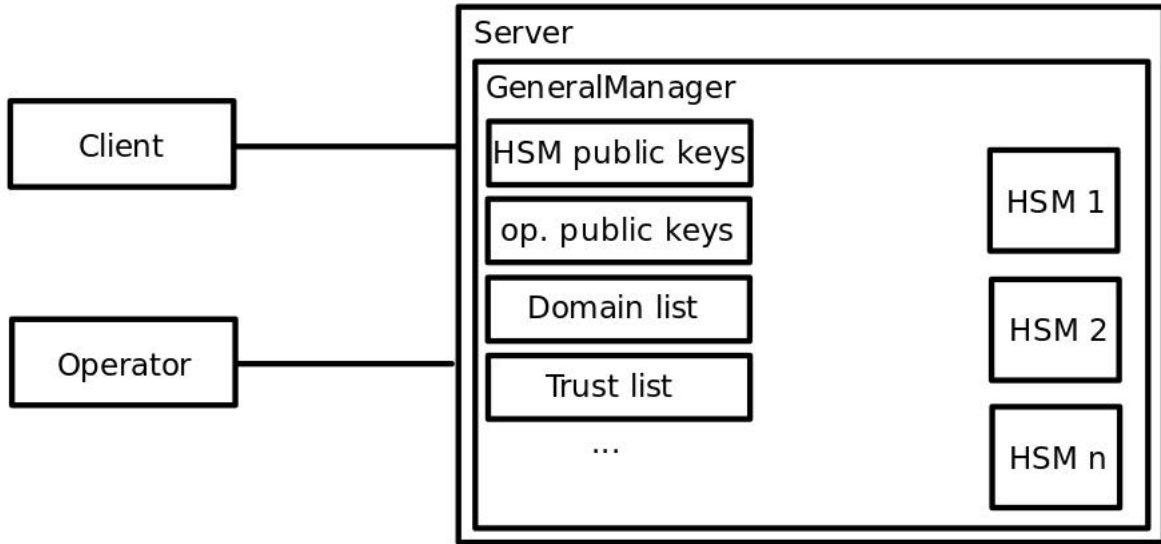 Server
GeneralManager
Client
HSM public keys
op. public keys
Domain list
Trust list
...
Operator
HSM 1
HSM 2
HSM n